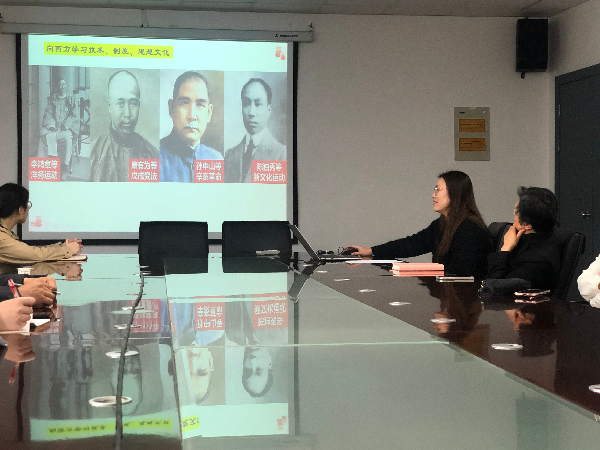 向西方学习技术、制度、思想文化
李鸿章等
洋务运动
康有为等
戊戌变法
孙中山等
辛亥革命
陈独秀等
新文化运动